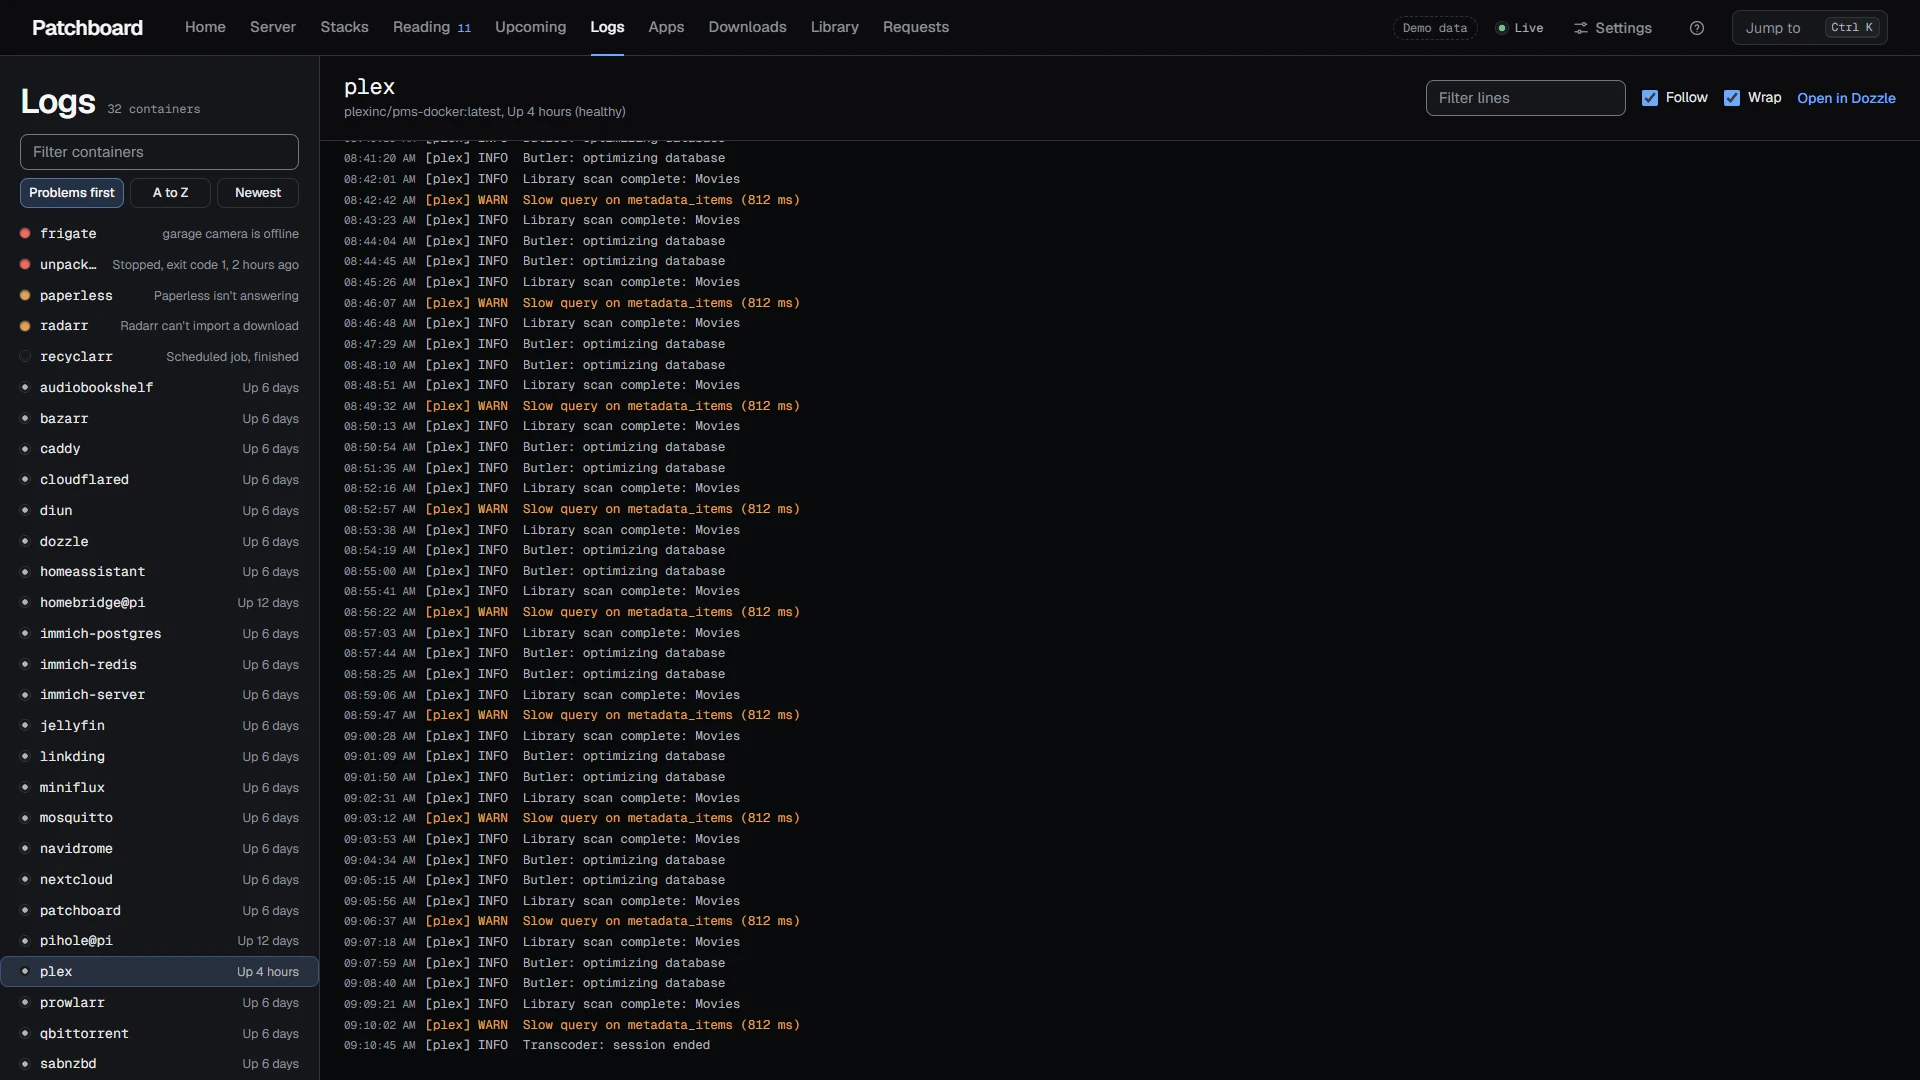 Patchboard Home Server Stacks Reading 11 Upcoming Logs Apps Downloads Library Requests Demo data Live Settings Jump to Ctrl K
Logs 32 containers
Filter containers
Problems first A to Z Newest
frigate garage camera is offline
unpack… Stopped, exit code 1, 2 hours ago
paperless Paperless isn't answering
radarr Radarr can't import a download
recyclarr Scheduled job, finished
audiobookshelf Up 6 days
bazarr Up 6 days
caddy Up 6 days
cloudflared Up 6 days
diun Up 6 days
dozzle Up 6 days
homeassistant Up 6 days
homebridge@pi Up 12 days
immich-postgres Up 6 days
immich-redis Up 6 days
immich-server Up 6 days
jellyfin Up 6 days
linkding Up 6 days
miniflux Up 6 days
mosquitto Up 6 days
navidrome Up 6 days
nextcloud Up 6 days
patchboard Up 6 days
pihole@pi Up 12 days
plex Up 4 hours
prowlarr Up 6 days
qbittorrent Up 6 days
sabnzbd Up 6 days
plex
plexinc/pms-docker:latest, Up 4 hours (healthy)
Filter lines Follow Wrap Open in Dozzle
08:41:20 AM [plex] INFO Butler: optimizing database
08:42:01 AM [plex] INFO Library scan complete: Movies
08:42:42 AM [plex] WARN Slow query on metadata_items (812 ms)
08:43:23 AM [plex] INFO Library scan complete: Movies
08:44:04 AM [plex] INFO Butler: optimizing database
08:44:45 AM [plex] INFO Butler: optimizing database
08:45:26 AM [plex] INFO Library scan complete: Movies
08:46:07 AM [plex] WARN Slow query on metadata_items (812 ms)
08:46:48 AM [plex] INFO Library scan complete: Movies
08:47:29 AM [plex] INFO Butler: optimizing database
08:48:10 AM [plex] INFO Butler: optimizing database
08:48:51 AM [plex] INFO Library scan complete: Movies
08:49:32 AM [plex] WARN Slow query on metadata_items (812 ms)
08:50:13 AM [plex] INFO Library scan complete: Movies
08:50:54 AM [plex] INFO Butler: optimizing database
08:51:35 AM [plex] INFO Butler: optimizing database
08:52:16 AM [plex] INFO Library scan complete: Movies
08:52:57 AM [plex] WARN Slow query on metadata_items (812 ms)
08:53:38 AM [plex] INFO Library scan complete: Movies
08:54:19 AM [plex] INFO Butler: optimizing database
08:55:00 AM [plex] INFO Butler: optimizing database
08:55:41 AM [plex] INFO Library scan complete: Movies
08:56:22 AM [plex] WARN Slow query on metadata_items (812 ms)
08:57:03 AM [plex] INFO Library scan complete: Movies
08:57:44 AM [plex] INFO Butler: optimizing database
08:58:25 AM [plex] INFO Butler: optimizing database
08:59:06 AM [plex] INFO Library scan complete: Movies
08:59:47 AM [plex] WARN Slow query on metadata_items (812 ms)
09:00:28 AM [plex] INFO Library scan complete: Movies
09:01:09 AM [plex] INFO Butler: optimizing database
09:01:50 AM [plex] INFO Butler: optimizing database
09:02:31 AM [plex] INFO Library scan complete: Movies
09:03:12 AM [plex] WARN Slow query on metadata_items (812 ms)
09:03:53 AM [plex] INFO Library scan complete: Movies
09:04:34 AM [plex] INFO Butler: optimizing database
09:05:15 AM [plex] INFO Butler: optimizing database
09:05:56 AM [plex] INFO Library scan complete: Movies
09:06:37 AM [plex] WARN Slow query on metadata_items (812 ms)
09:07:18 AM [plex] INFO Library scan complete: Movies
09:07:59 AM [plex] INFO Butler: optimizing database
09:08:40 AM [plex] INFO Butler: optimizing database
09:09:21 AM [plex] INFO Library scan complete: Movies
09:10:02 AM [plex] WARN Slow query on metadata_items (812 ms)
09:10:45 AM [plex] INFO Transcoder: session ended